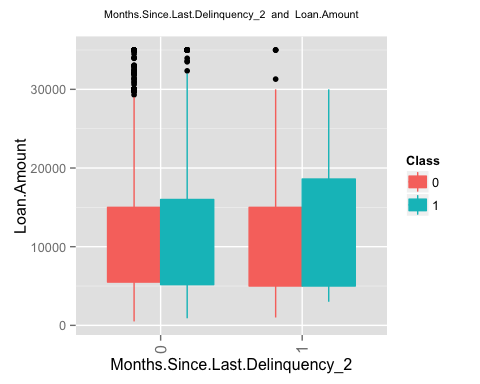 Months.Since.Last.Delinquency_2 and Loan.Amount
Loan.Amount
30000
20000
10000
0
0
1
Months.Since.Last.Delinquency_2
Class
0
1